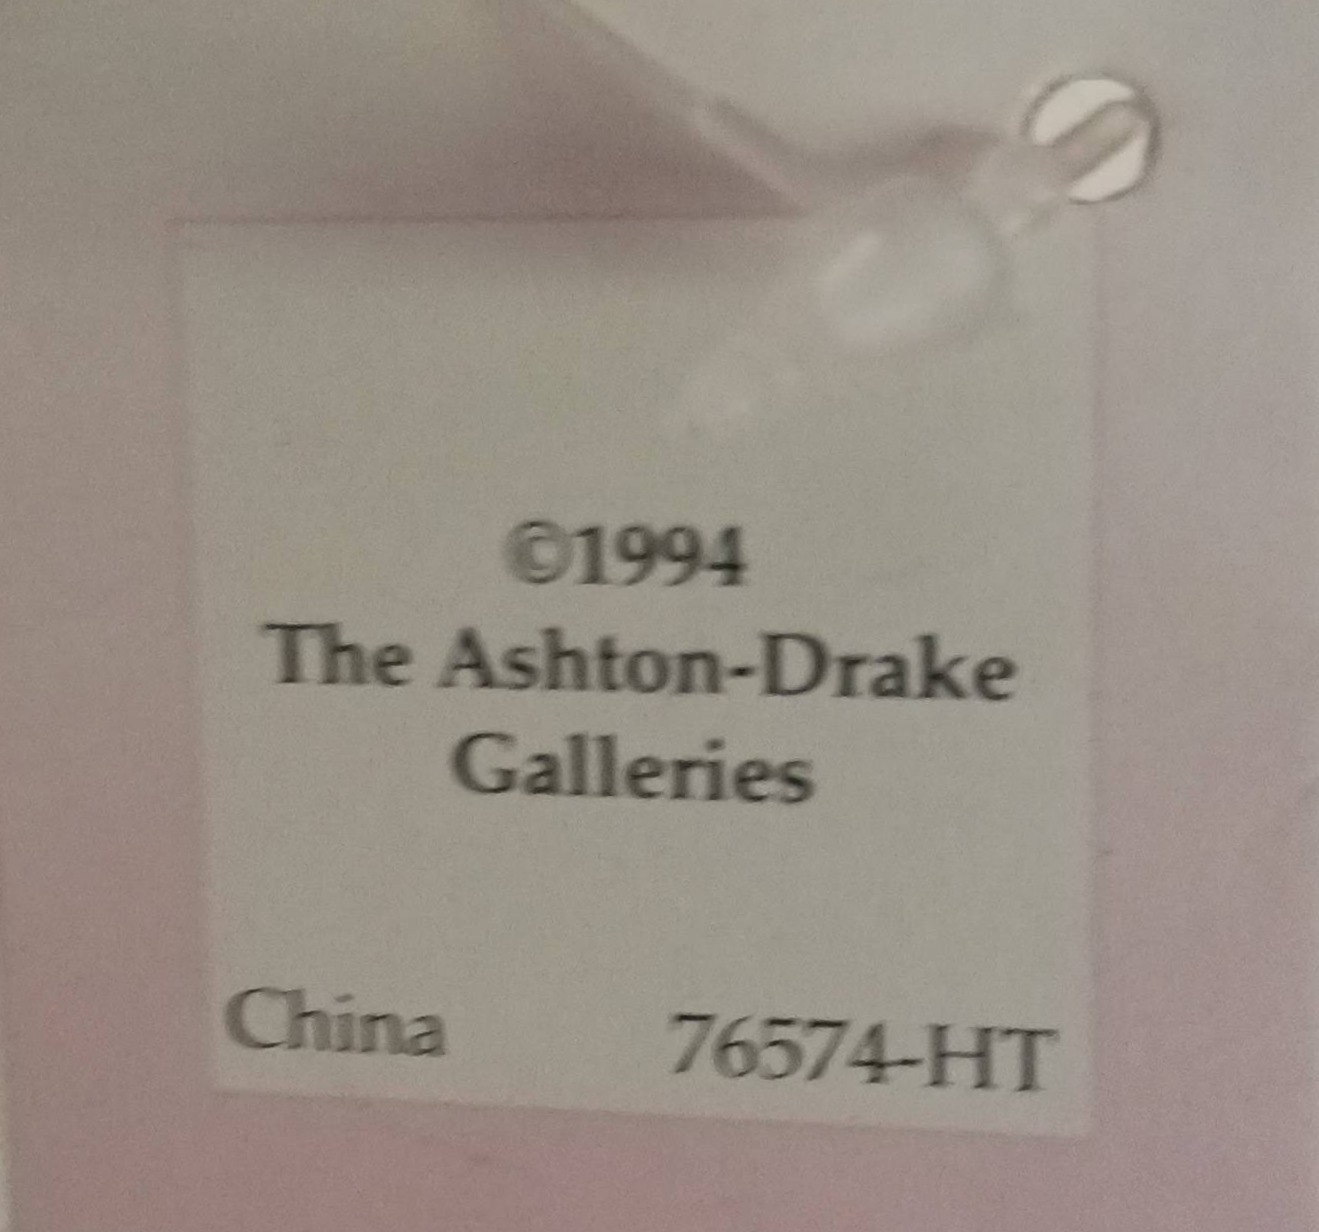 ©1994
The Ashton-Drake
Galleries
China 76574-HT